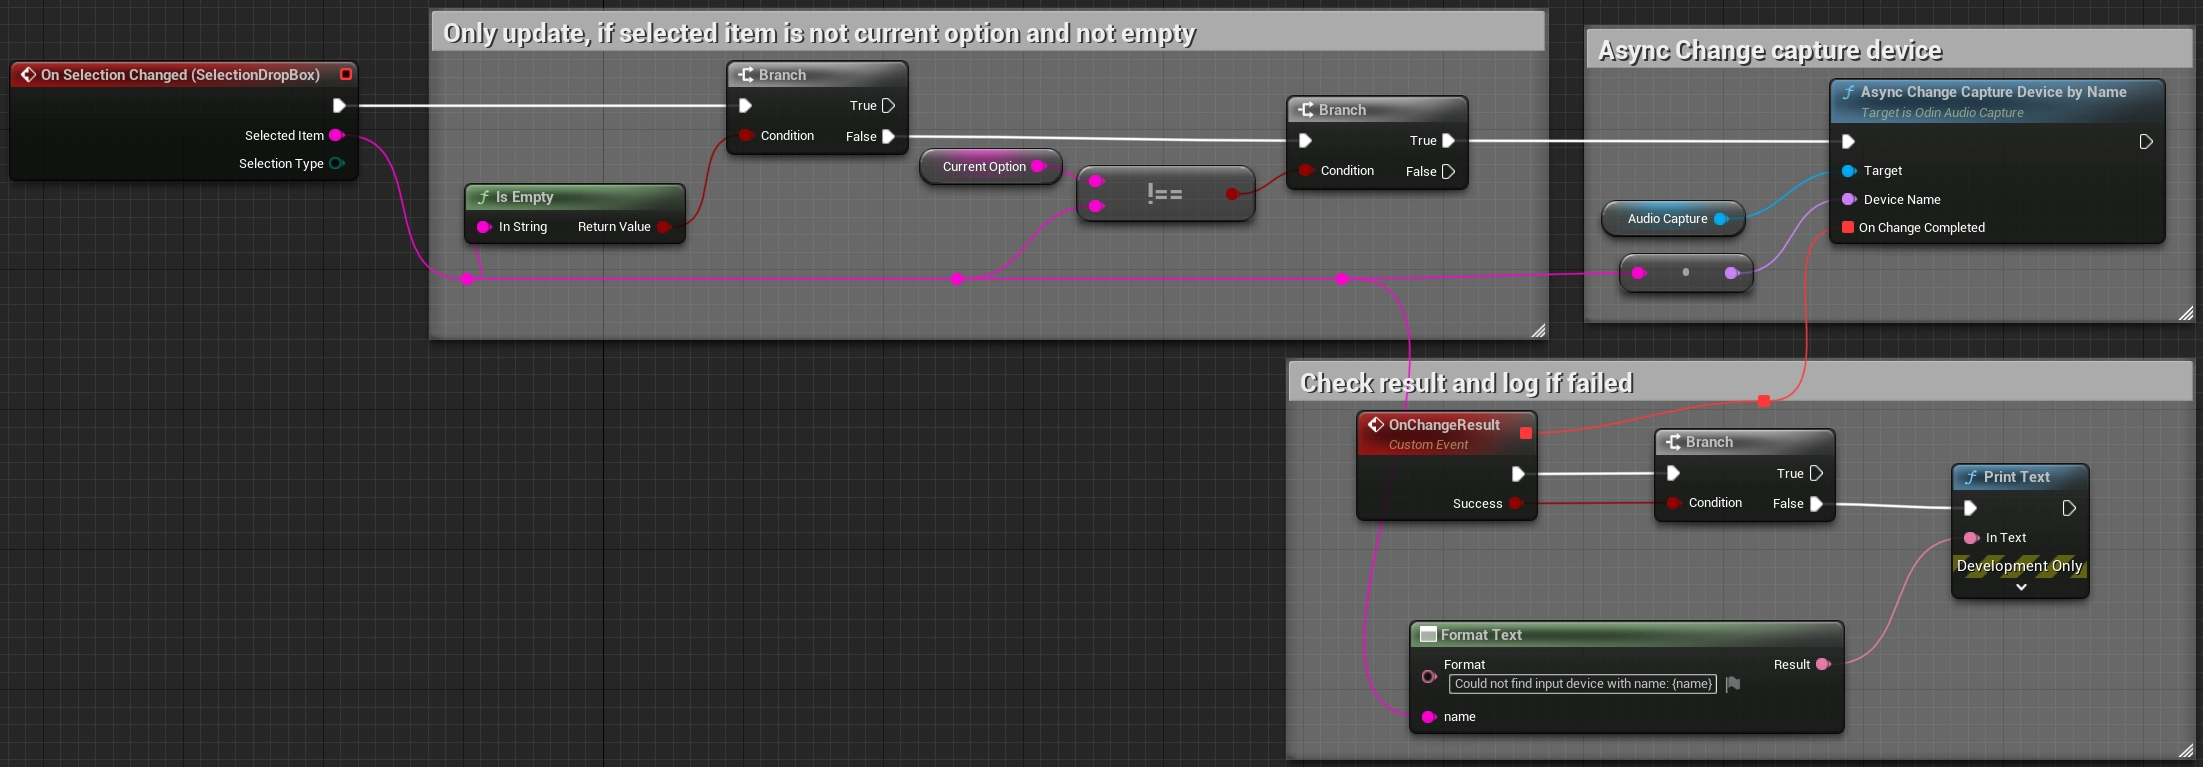 Only update, if selected item is not current option and not empty
Async Change capture device
On Selection Changed (SelectionDropBox)
Selected Item
Selection Type
Branch
True
Condition
False
Is Empty
In String
Return Value
Current Option
!==
Branch
True
Condition
False
Async Change Capture Device by Name
Target is Odin Audio Capture
Target
Device Name
On Change Completed
Audio Capture
Check result and log if failed
OnChangeResult
Custom Event
Success
Branch
True
Condition
False
Print Text
In Text
Development Only
Format Text
Format
Result
Could not find input device with name: {name}
name